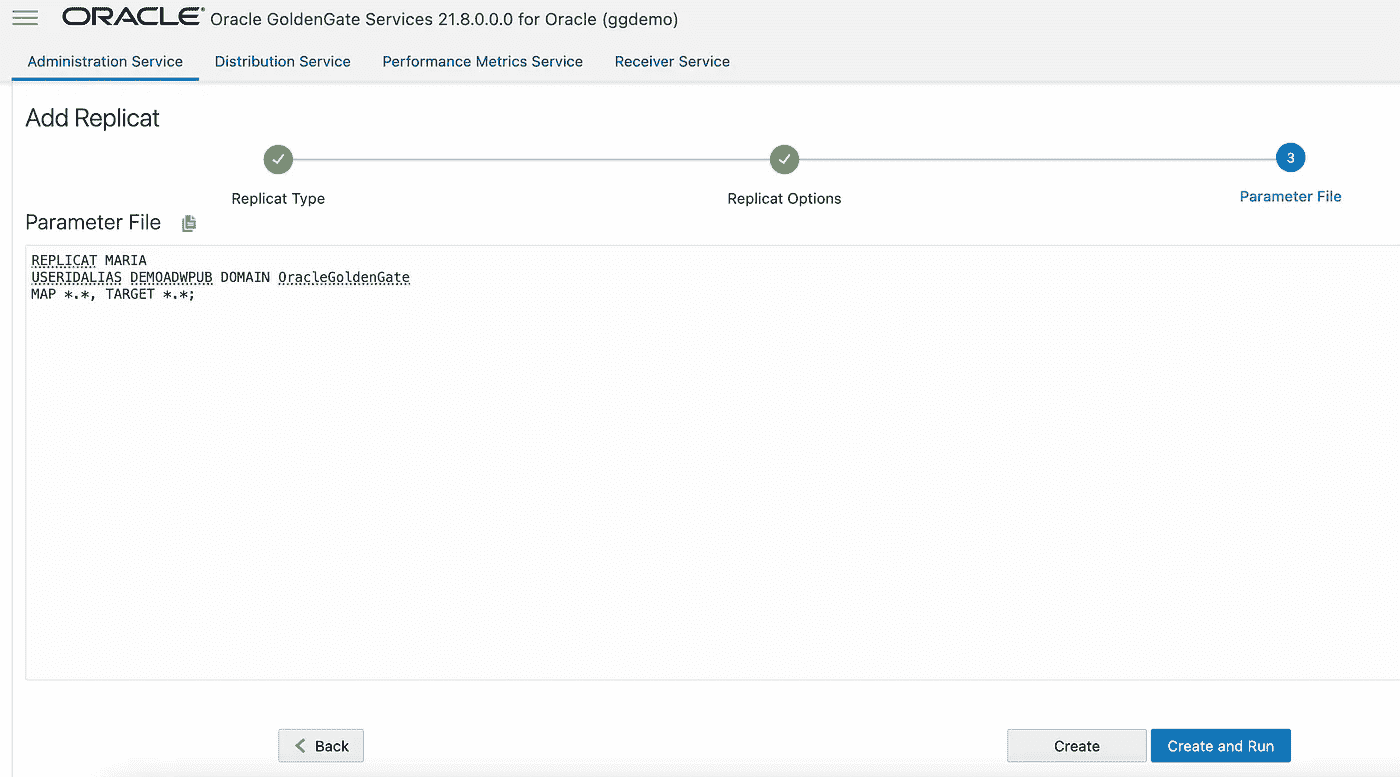 ORACLE® Oracle GoldenGate Services 21.8.0.0.0 for Oracle (ggdemo)
Administration Service Distribution Service Performance Metrics Service Receiver Service
Add Replicat
3
Replicat Type Replicat Options Parameter File
Parameter File
REPLICAT MARIA
USERIDALIAS DEMOADWPUB DOMAIN OracleGoldenGate
MAP *.*, TARGET *.*;
Back Create Create and Run